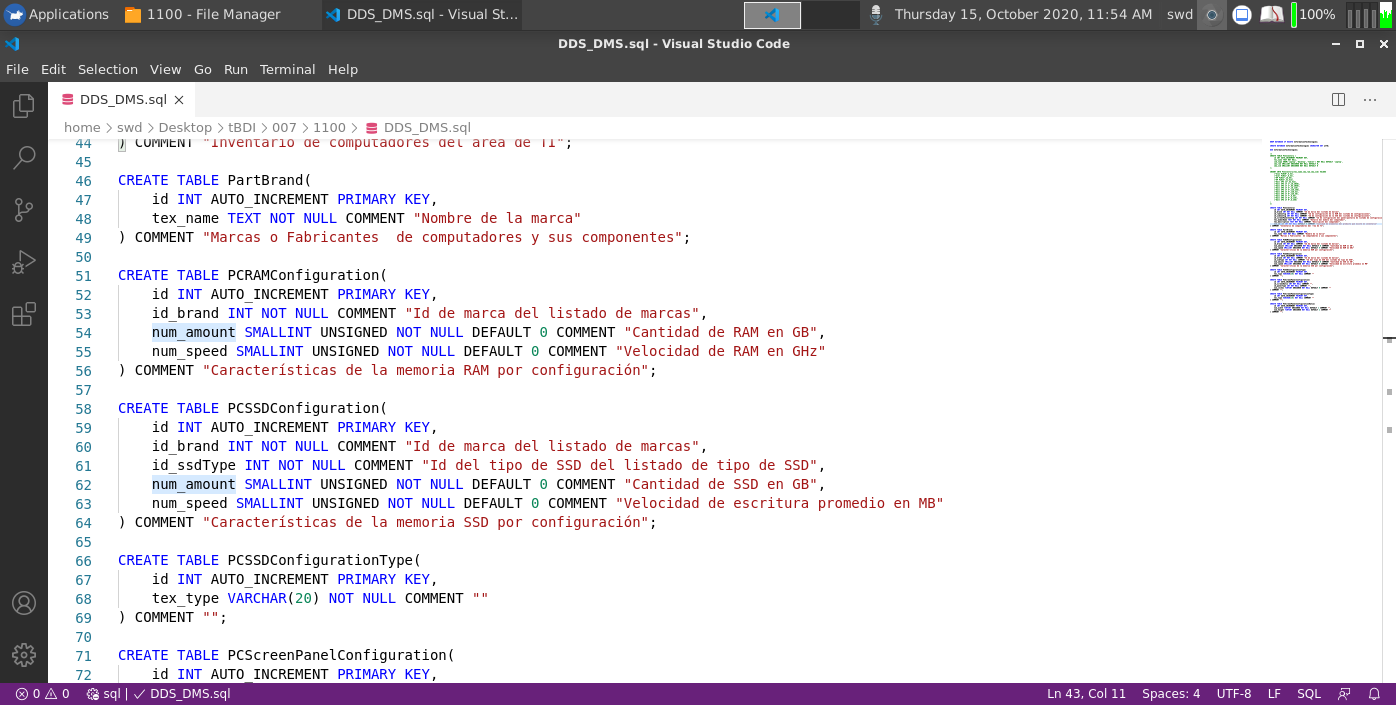 Applications 1100 - File Manager DDS_DMS.sql - Visual St... Thursday 15, October 2020, 11:54 AM swd 100%
DDS_DMS.sql - Visual Studio Code
File Edit Selection View Go Run Terminal Help
DDS_DMS.sql
home > swd > Desktop > tBDI > 007 > 1100 > DDS_DMS.sql
44 ) COMMENT "Inventario de computadores del área de TI";
45
46 CREATE TABLE PartBrand(
47 id INT AUTO_INCREMENT PRIMARY KEY,
48 tex_name TEXT NOT NULL COMMENT "Nombre de la marca"
49 ) COMMENT "Marcas o Fabricantes  de computadores y sus componentes";
50
51 CREATE TABLE PCRAMConfiguration(
52 id INT AUTO_INCREMENT PRIMARY KEY,
53 id_brand INT NOT NULL COMMENT "Id de marca del listado de marcas",
54 num_amount SMALLINT UNSIGNED NOT NULL DEFAULT 0 COMMENT "Cantidad de RAM en GB",
55 num_speed SMALLINT UNSIGNED NOT NULL DEFAULT 0 COMMENT "Velocidad de RAM en GHz"
56 ) COMMENT "Características de la memoria RAM por configuración";
57
58 CREATE TABLE PCSSDConfiguration(
59 id INT AUTO_INCREMENT PRIMARY KEY,
60 id_brand INT NOT NULL COMMENT "Id de marca del listado de marcas",
61 id_ssdType INT NOT NULL COMMENT "Id del tipo de SSD del listado de tipo de SSD",
62 num_amount SMALLINT UNSIGNED NOT NULL DEFAULT 0 COMMENT "Cantidad de SSD en GB",
63 num_speed SMALLINT UNSIGNED NOT NULL DEFAULT 0 COMMENT "Velocidad de escritura promedio en MB"
64 ) COMMENT "Características de la memoria SSD por configuración";
65
66 CREATE TABLE PCSSDConfigurationType(
67 id INT AUTO_INCREMENT PRIMARY KEY,
68 tex_type VARCHAR(20) NOT NULL COMMENT ""
69 ) COMMENT "";
70
71 CREATE TABLE PCScreenPanelConfiguration(
72 id INT AUTO_INCREMENT PRIMARY KEY,
0 0 sql | DDS_DMS.sql Ln 43, Col 11 Spaces: 4 UTF-8 LF SQL